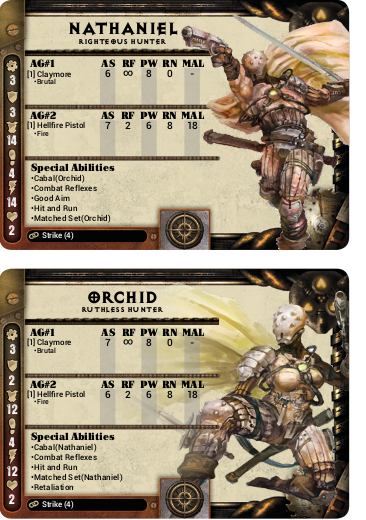 NATHANIEL
RIGHTEOUS HUNTER
AG#1 AS RF PW RN MAL
[1] Claymore 6 ∞ 8 0 -
•Brutal
AG#2 AS RF PW RN MAL
[1] Hellfire Pistol 7 2 6 8 18
•Fire
3
3
14
4
14
2
Special Abilities
•Cabal(Orchid)
•Combat Reflexes
•Good Aim
•Hit and Run
•Matched Set(Orchid)
Strike (4)
ORCHID
RUTHLESS HUNTER
AG#1 AS RF PW RN MAL
[1] Claymore 7 ∞ 8 0 -
•Brutal
AG#2 AS RF PW RN MAL
[1] Hellfire Pistol 6 2 6 8 18
•Fire
3
2
12
4
12
2
Special Abilities
•Cabal(Nathaniel)
•Combat Reflexes
•Hit and Run
•Matched Set(Nathaniel)
•Retaliation
Strike (4)